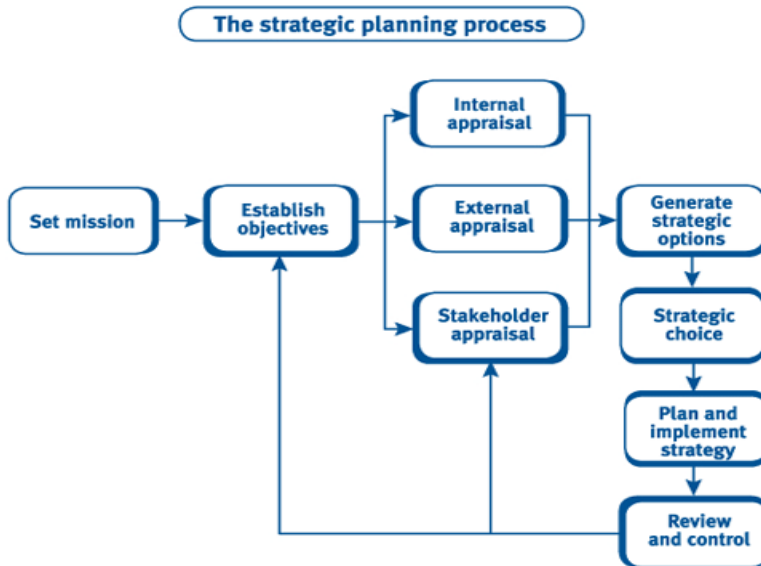 The strategic planning process
Internal
appraisal
Set mission
Establish
objectives
External
appraisal
Generate
strategic
options
Stakeholder
appraisal
Strategic
choice
Plan and
implement
strategy
Review
and control